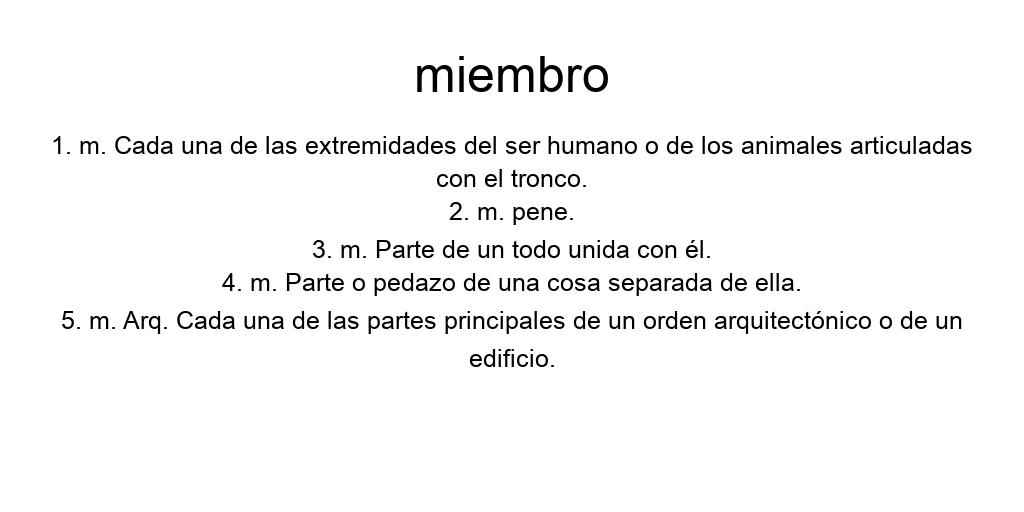 miembro
1. m. Cada una de las extremidades del ser humano o de los animales articuladas
con el tronco.
2. m. pene.
3. m. Parte de un todo unida con él.
4. m. Parte o pedazo de una cosa separada de ella.
5. m. Arq. Cada una de las partes principales de un orden arquitectónico o de un
edificio.